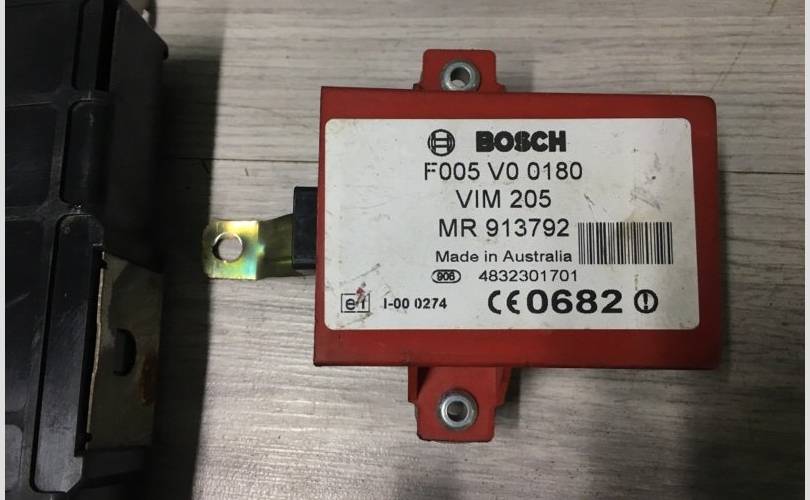 BOSCH
F005 V0 0180
VIM 205
MR 913792
Made in Australia
906 4832301701
e1 I-00 0274 CE0682